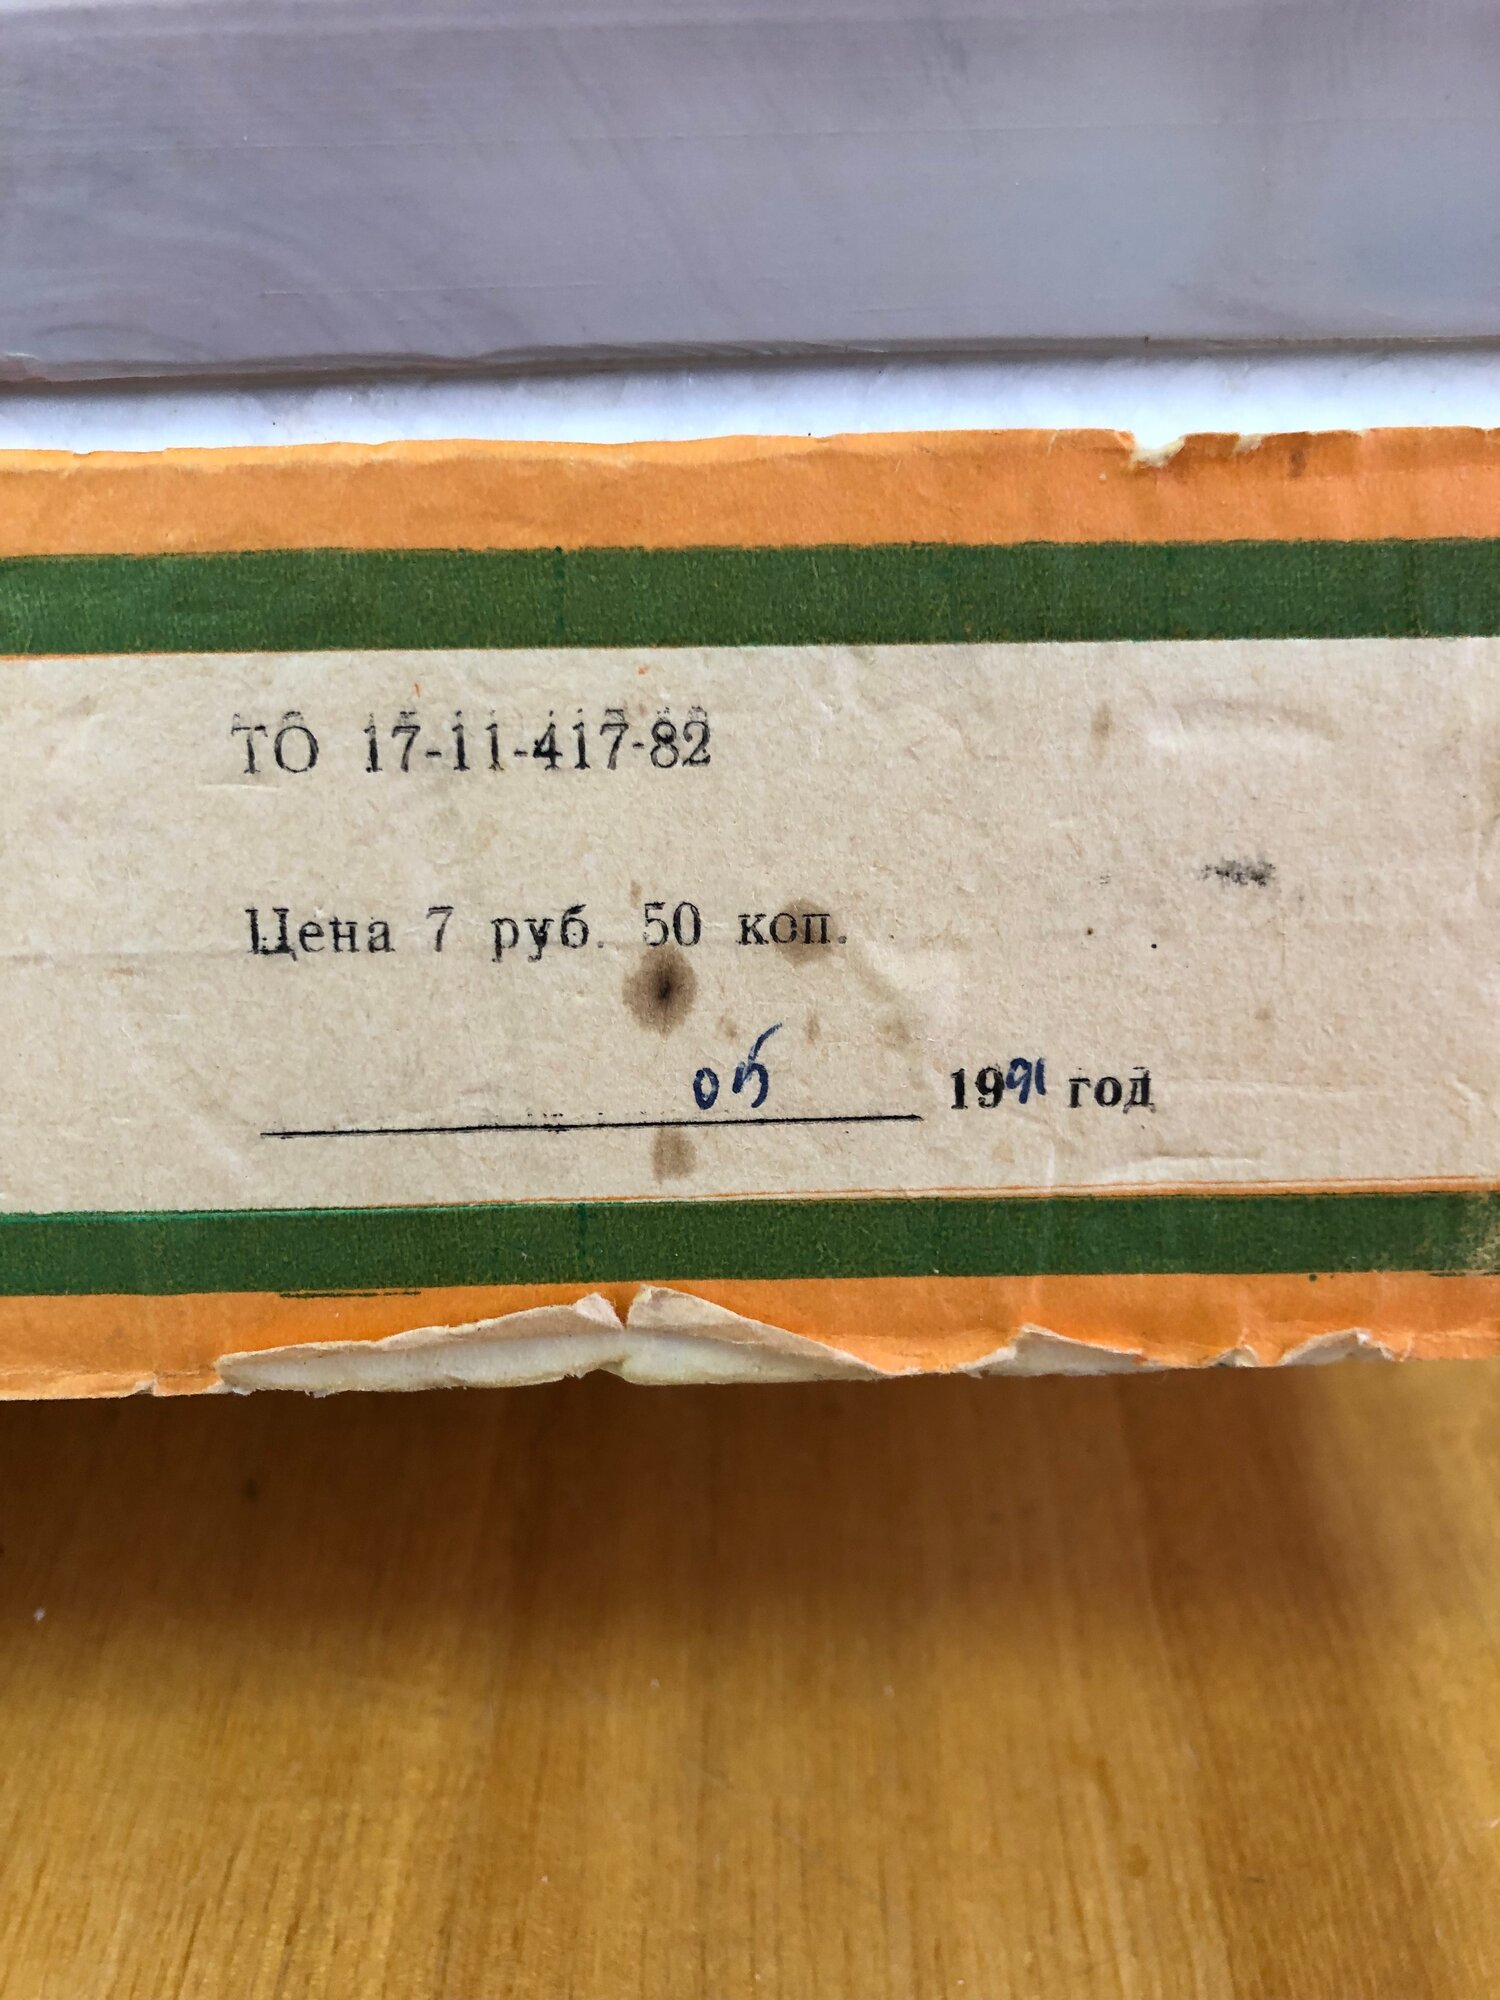 ТО 17-11-417-82
Цена 7 руб. 50 коп.
05 1991 год